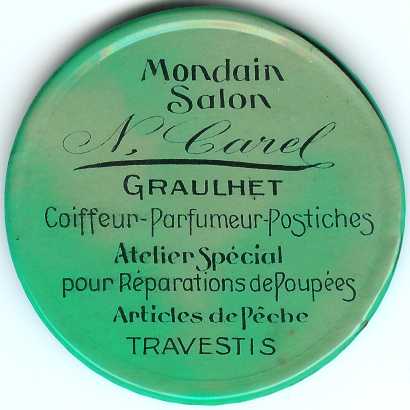 Mondain
Salon
N. Carel
GRAULHET
Coiffeur-Parfumeur-Postiches
Atelier Spécial
pour Réparations de Poupées
Articles de Pêche
TRAVESTIS